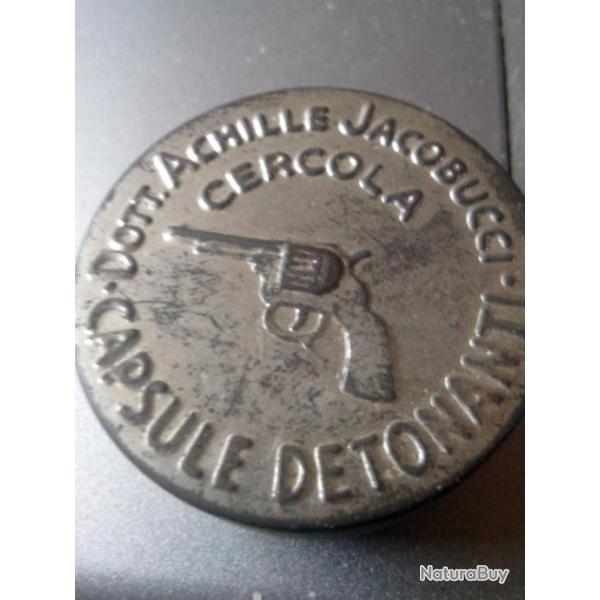 · DOTT. ACHILLE JACOBUCCI ·
CERCOLA
CAPSULE DETONANTI
NaturaBuy